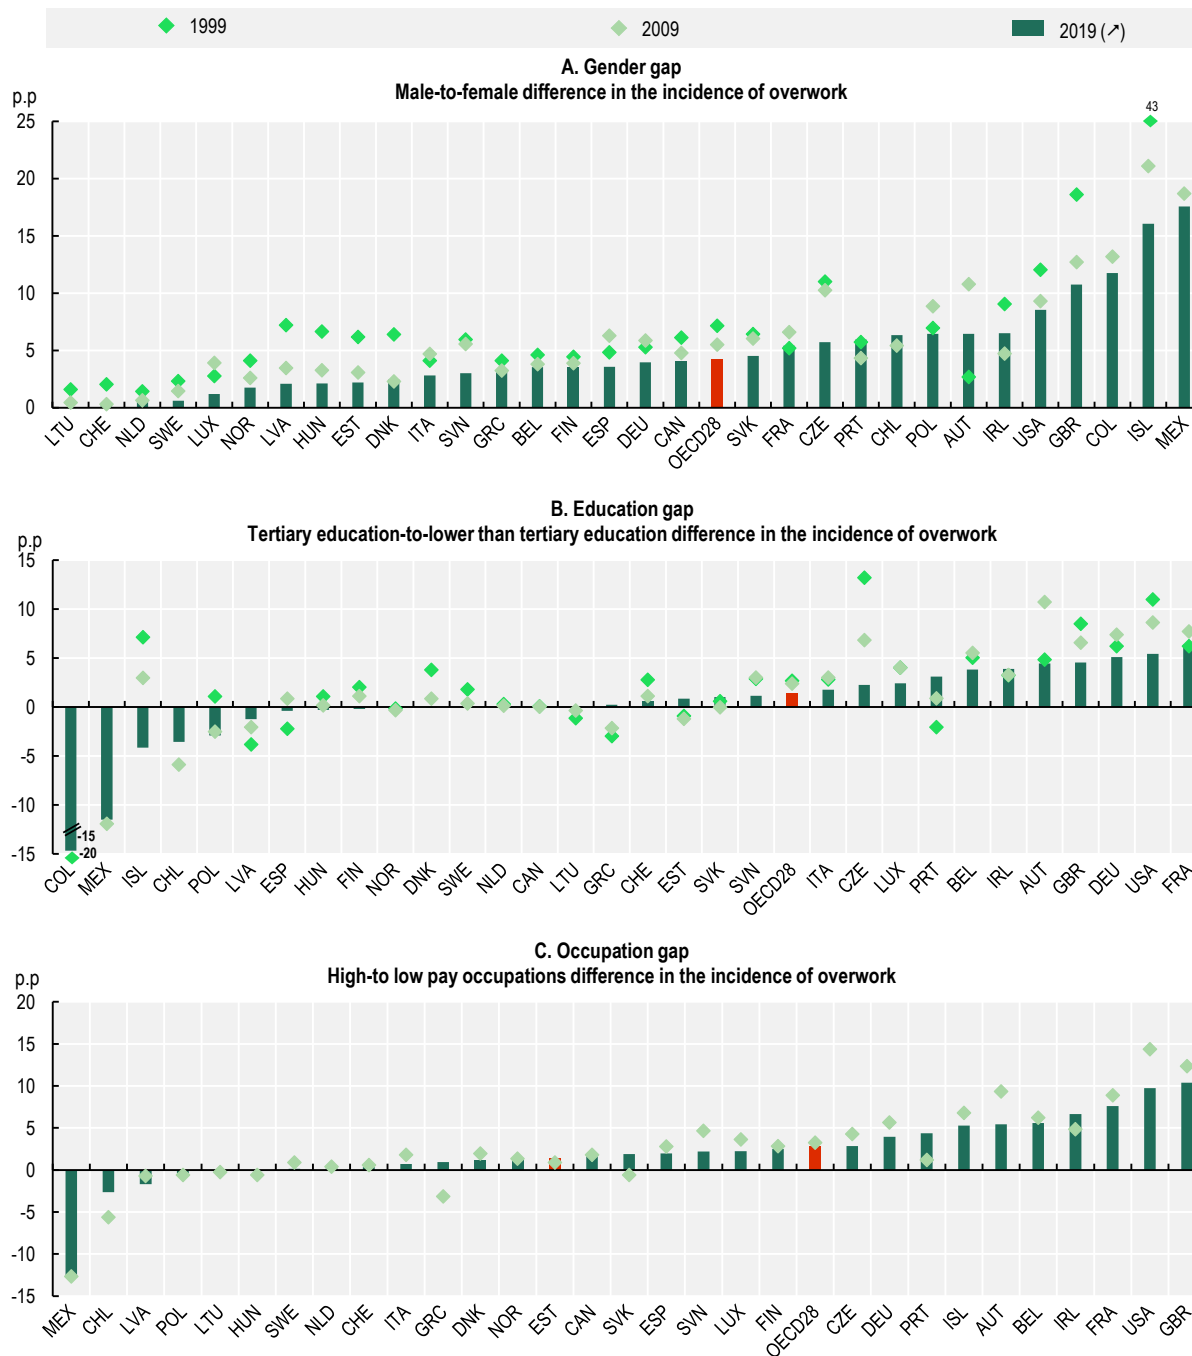 1999
2009
2019 (↗)
A. Gender gap
Male-to-female difference in the incidence of overwork
p.p
25
20
15
10
5
0
43
LTU CHE NLD SWE LUX NOR LVA HUN EST DNK ITA SVN GRC BEL FIN ESP DEU CAN OECD28 SVK FRA CZE PRT CHL POL AUT IRL USA GBR COL ISL MEX
B. Education gap
Tertiary education-to-lower than tertiary education difference in the incidence of overwork
p.p
15
10
5
0
-5
-10
-15
-15
-20
COL MEX ISL CHL POL LVA ESP HUN FIN NOR DNK SWE NLD CAN LTU GRC CHE EST SVK SVN OECD28 ITA CZE LUX PRT BEL IRL AUT GBR DEU USA FRA
C. Occupation gap
High-to low pay occupations difference in the incidence of overwork
p.p
20
15
10
5
0
-5
-10
-15
MEX CHL LVA POL LTU HUN SWE NLD CHE ITA GRC DNK NOR EST CAN SVK ESP SVN LUX FIN OECD28 CZE DEU PRT ISL AUT BEL IRL FRA USA GBR